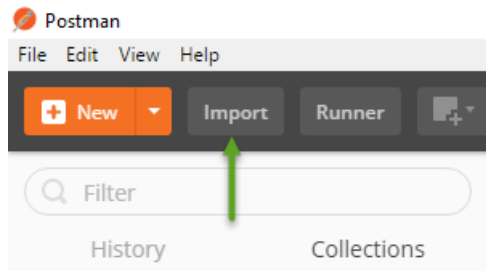 Postman
File Edit View Help
New Import Runner
Filter
History Collections